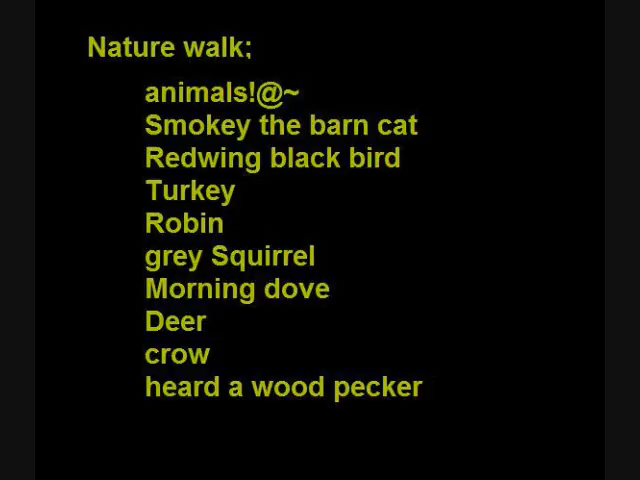 Nature walk;
animals!@~
Smokey the barn cat
Redwing black bird
Turkey
Robin
grey Squirrel
Morning dove
Deer
crow
heard a wood pecker